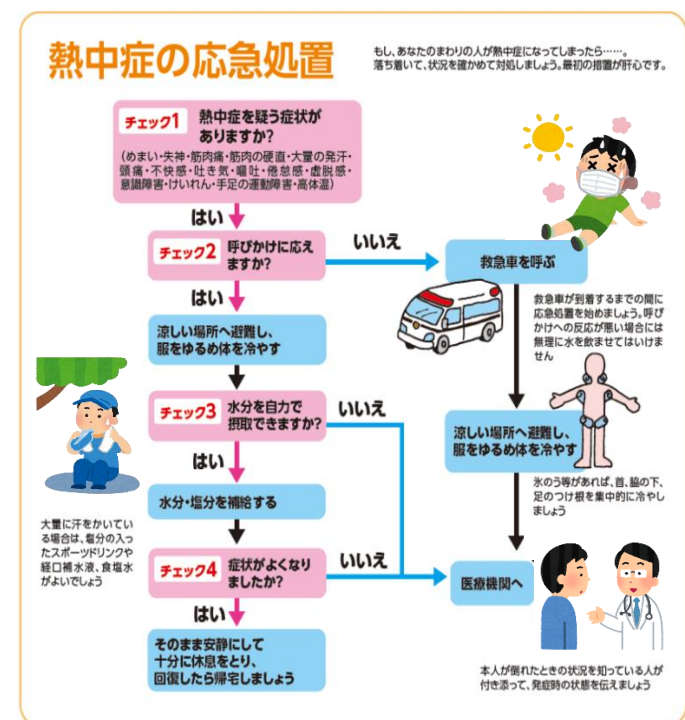 熱中症の応急処置
もし、あなたのまわりの人が熱中症になってしまったら……。
落ち着いて、状況を確かめて対処しましょう。最初の措置が肝心です。
チェック1
熱中症を疑う症状が
ありますか?
(めまい・失神・筋肉痛・筋肉の硬直・大量の発汗・
頭痛・不快感・吐き気・嘔吐・倦怠感・虚脱感・
意識障害・けいれん・手足の運動障害・高体温)
はい
チェック2
呼びかけに応え
ますか?
いいえ
救急車を呼ぶ
はい
救急車が到着するまでの間に
応急処置を始めましょう。呼び
かけへの反応が悪い場合には
無理に水を飲ませてはいけま
せん
涼しい場所へ避難し、
服をゆるめ体を冷やす
チェック3
水分を自力で
摂取できますか?
いいえ
涼しい場所へ避難し、
服をゆるめ体を冷やす
はい
氷のう等があれば、首、脇の下、
足のつけ根を集中的に冷やし
ましょう
水分・塩分を補給する
大量に汗をかいてい
る場合は、塩分の入っ
たスポーツドリンクや
経口補水液、食塩水
がよいでしょう
チェック4
症状がよくなり
ましたか?
いいえ
医療機関へ
はい
そのまま安静にして
十分に休息をとり、
回復したら帰宅しましょう
本人が倒れたときの状況を知っている人が
付き添って、発症時の状態を伝えましょう